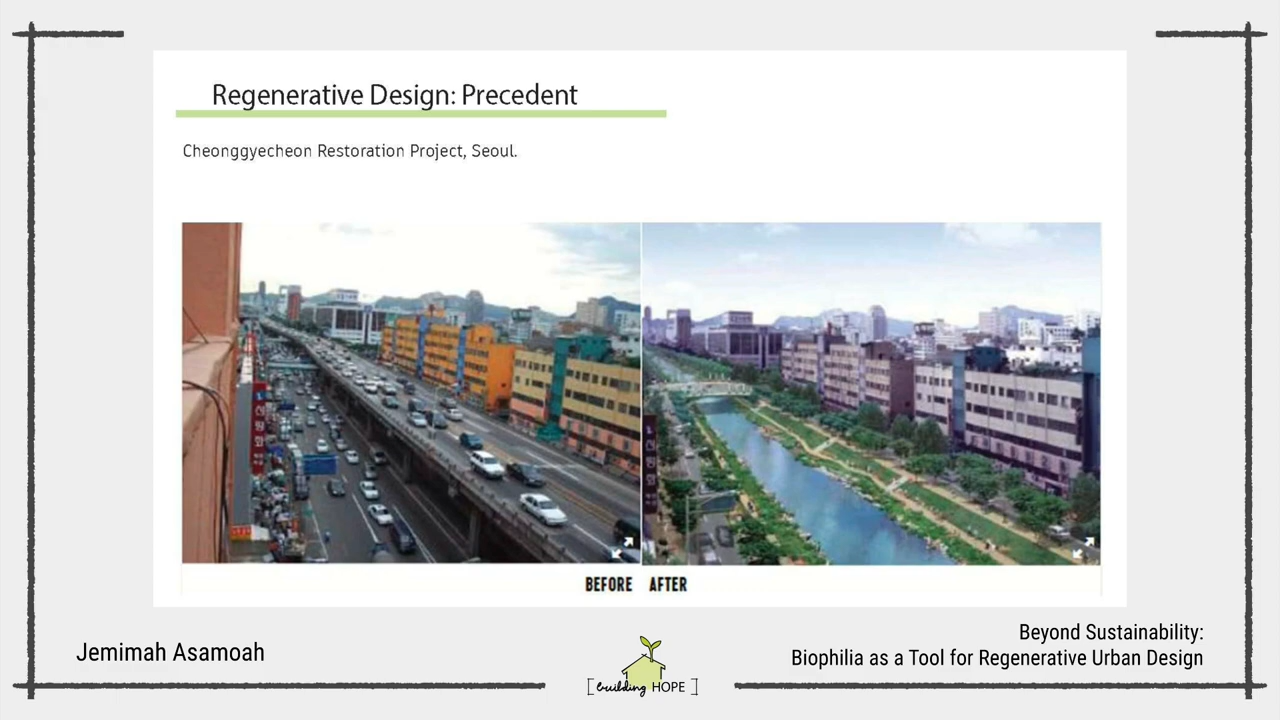 Regenerative Design: Precedent
Cheonggyecheon Restoration Project, Seoul.
BEFORE AFTER
Jemimah Asamoah
Beyond Sustainability:
Biophilia as a Tool for Regenerative Urban Design
[building HOPE]